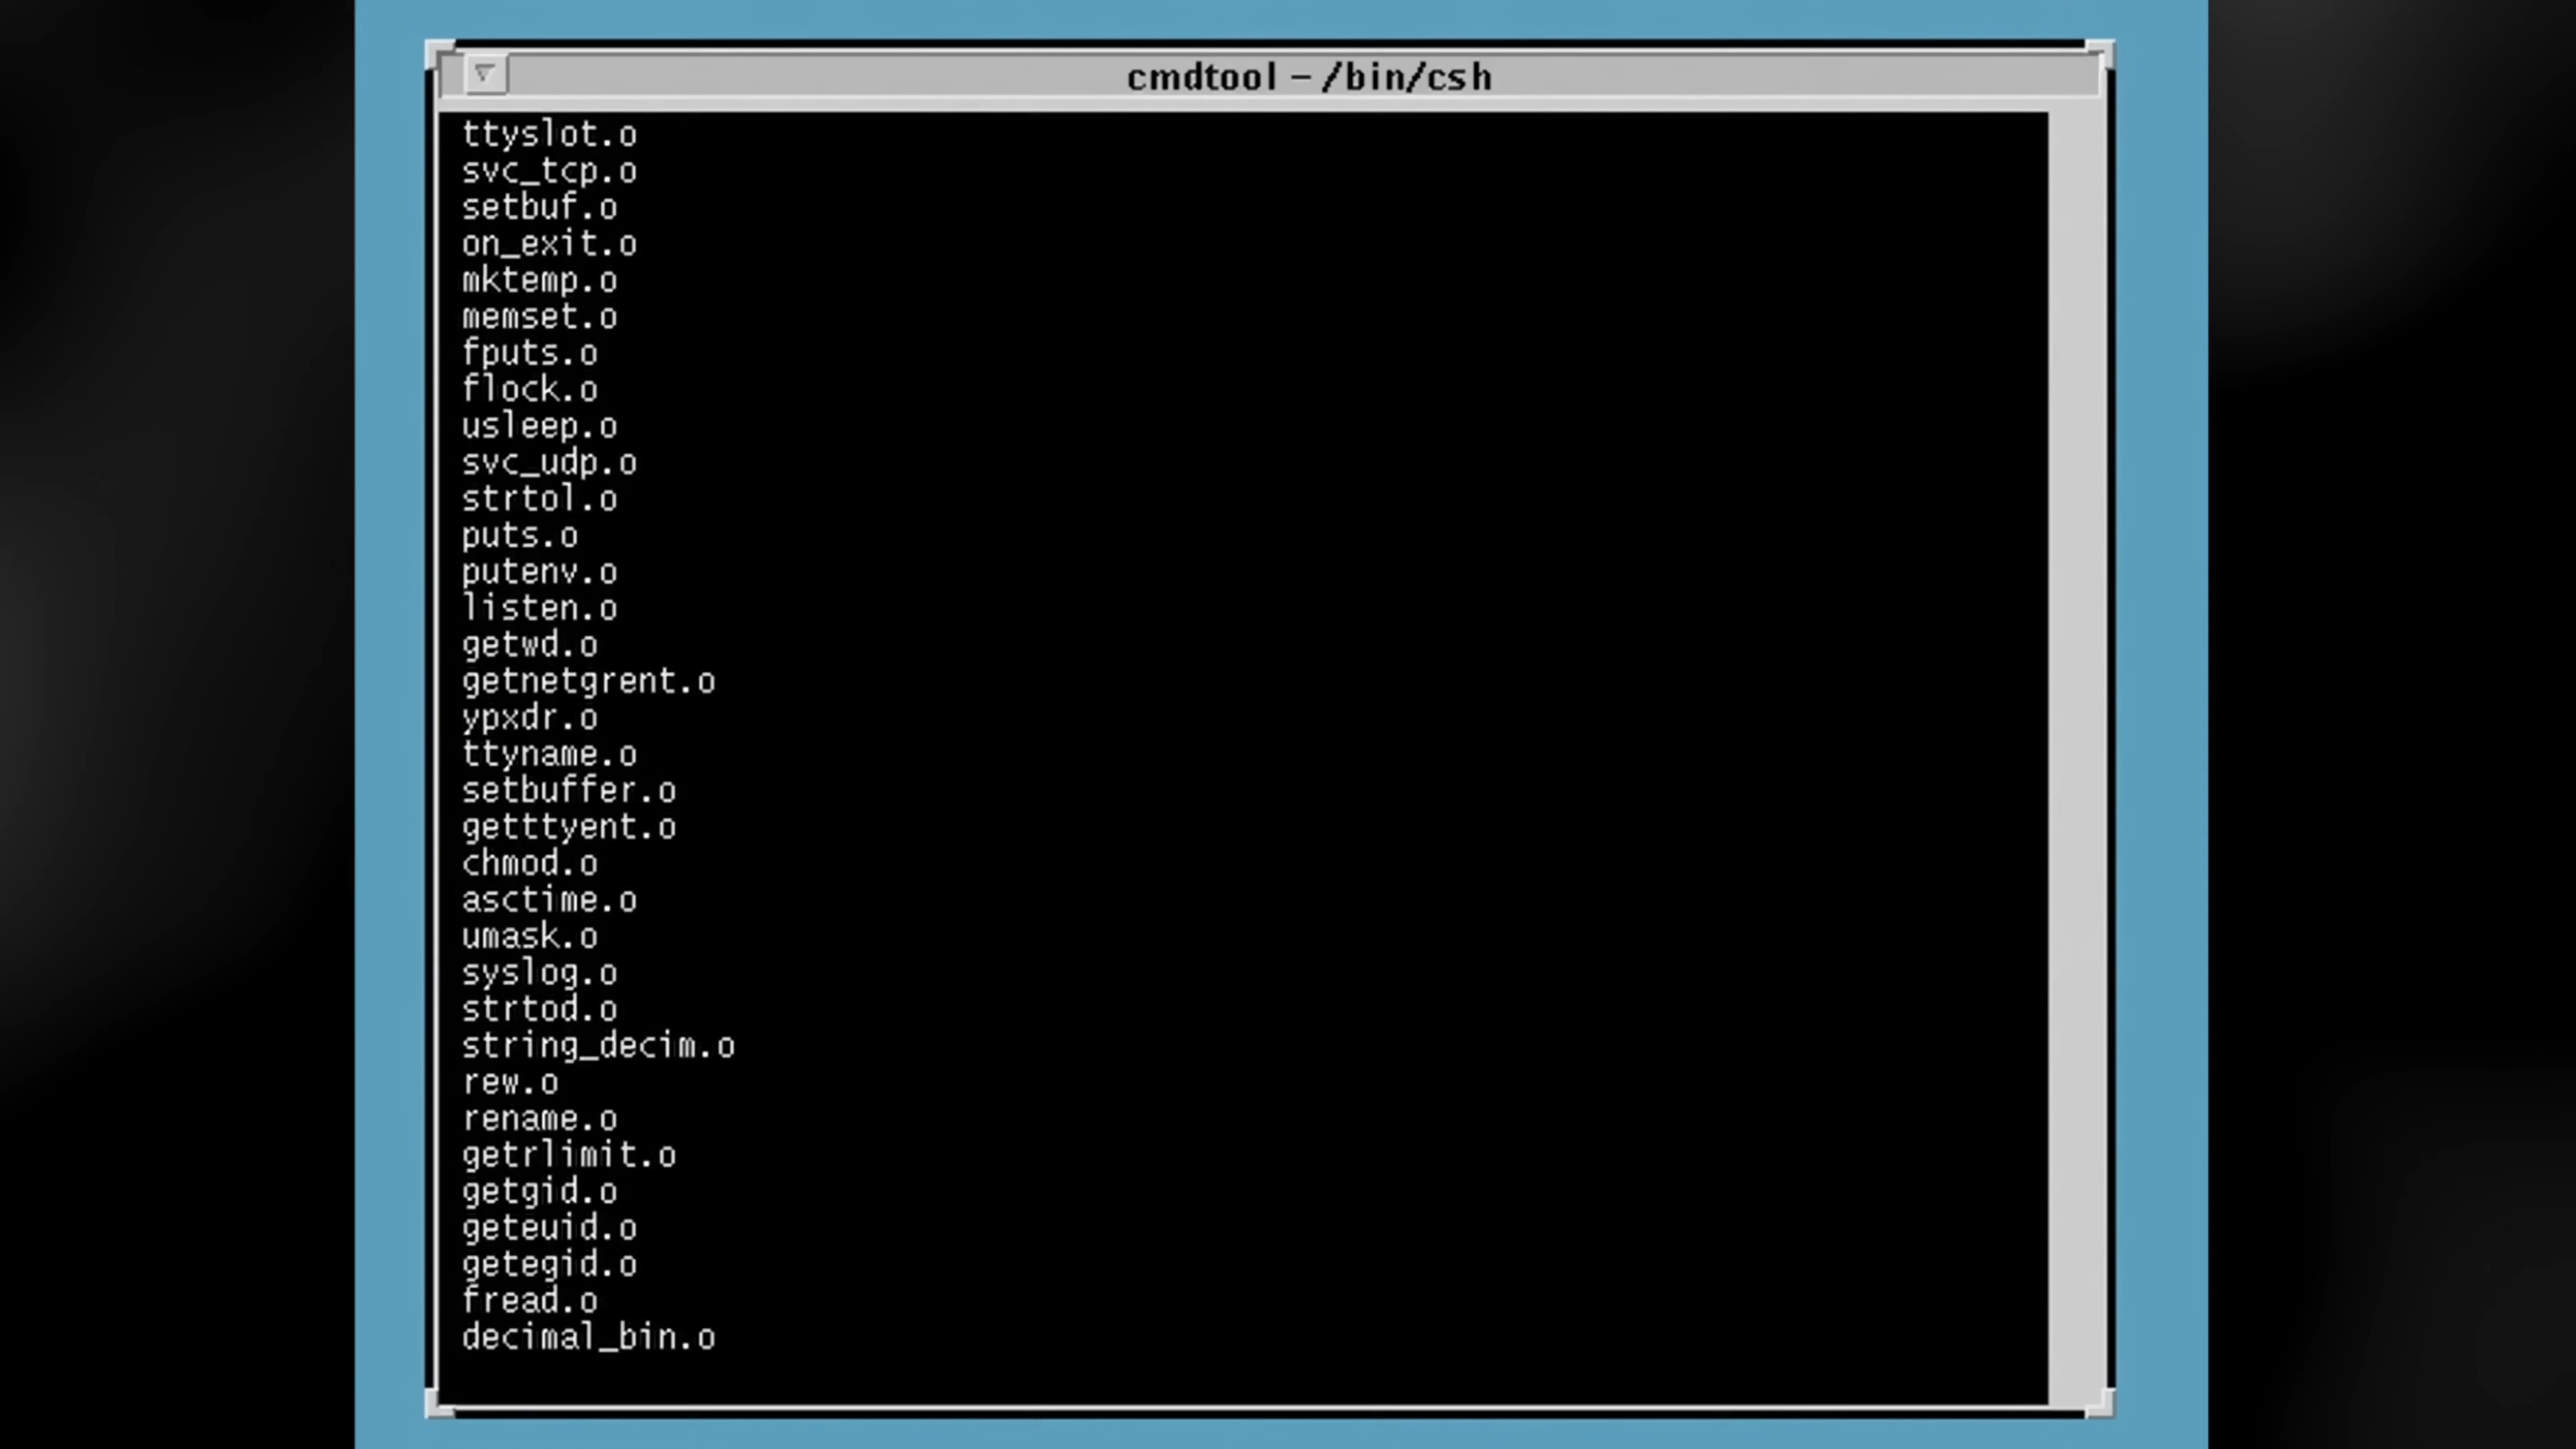 cmdtool - /bin/csh
ttyslot.o
svc_tcp.o
setbuf.o
on_exit.o
mktemp.o
memset.o
fputs.o
flock.o
usleep.o
svc_udp.o
strtol.o
puts.o
putenv.o
listen.o
getwd.o
getnetgrent.o
ypxdr.o
ttyname.o
setbuffer.o
getttyent.o
chmod.o
asctime.o
umask.o
syslog.o
strtod.o
string_decim.o
rew.o
rename.o
getrlimit.o
getgid.o
geteuid.o
getegid.o
fread.o
decimal_bin.o